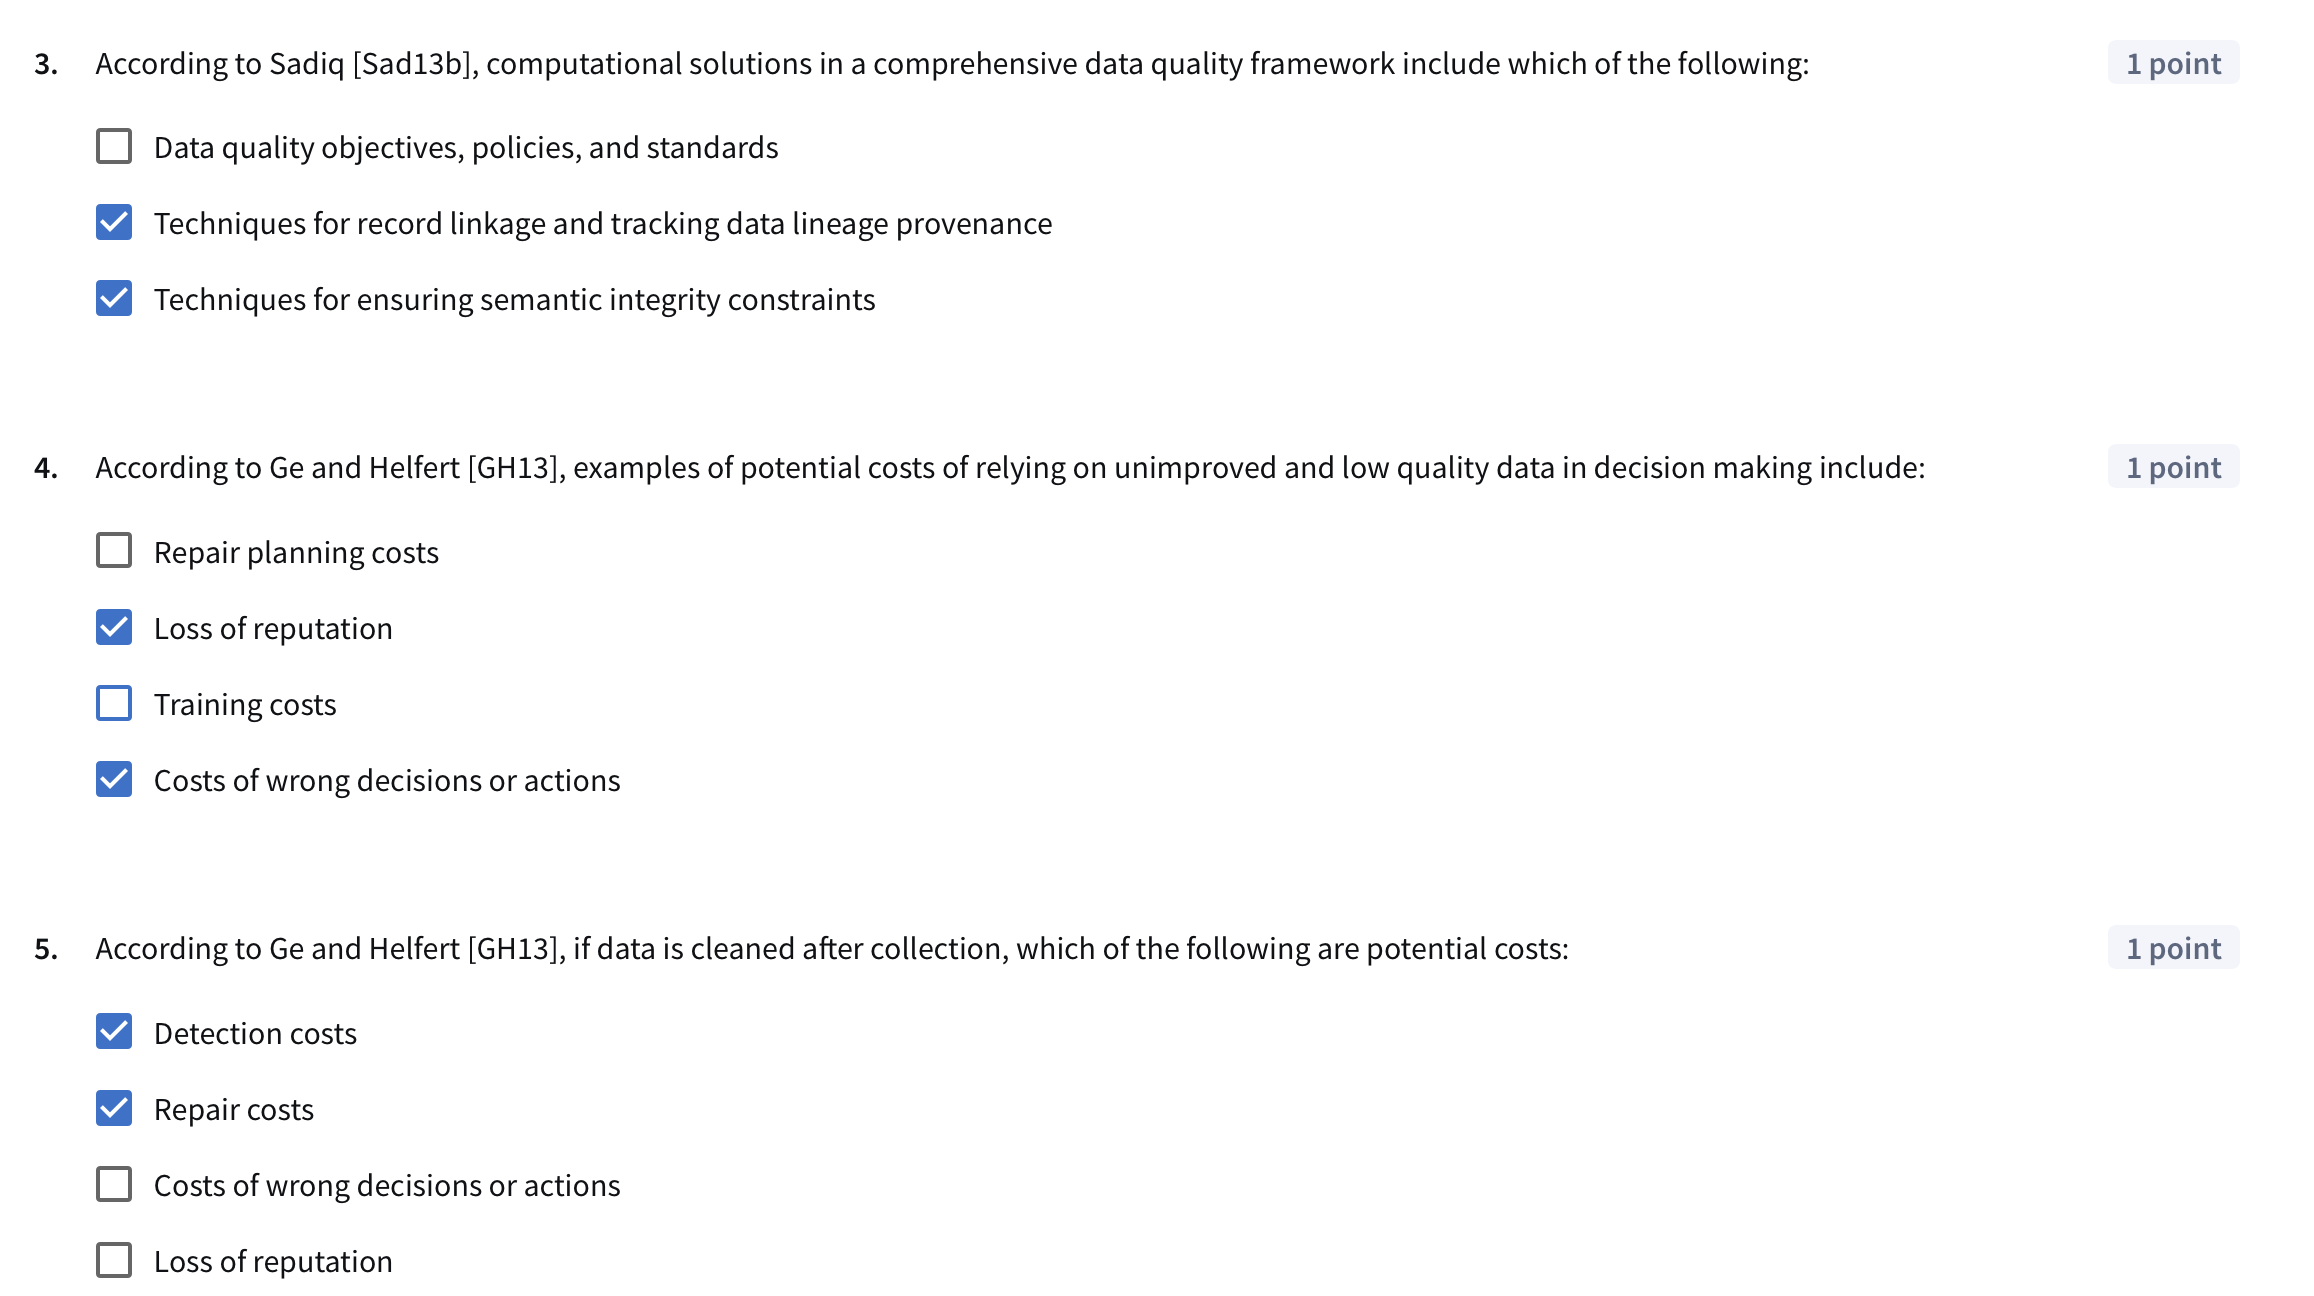 3. According to Sadiq [Sad13b], computational solutions in a comprehensive data quality framework include which of the following: 1 point
Data quality objectives, policies, and standards
Techniques for record linkage and tracking data lineage provenance
Techniques for ensuring semantic integrity constraints
4. According to Ge and Helfert [GH13], examples of potential costs of relying on unimproved and low quality data in decision making include: 1 point
Repair planning costs
Loss of reputation
Training costs
Costs of wrong decisions or actions
5. According to Ge and Helfert [GH13], if data is cleaned after collection, which of the following are potential costs: 1 point
Detection costs
Repair costs
Costs of wrong decisions or actions
Loss of reputation